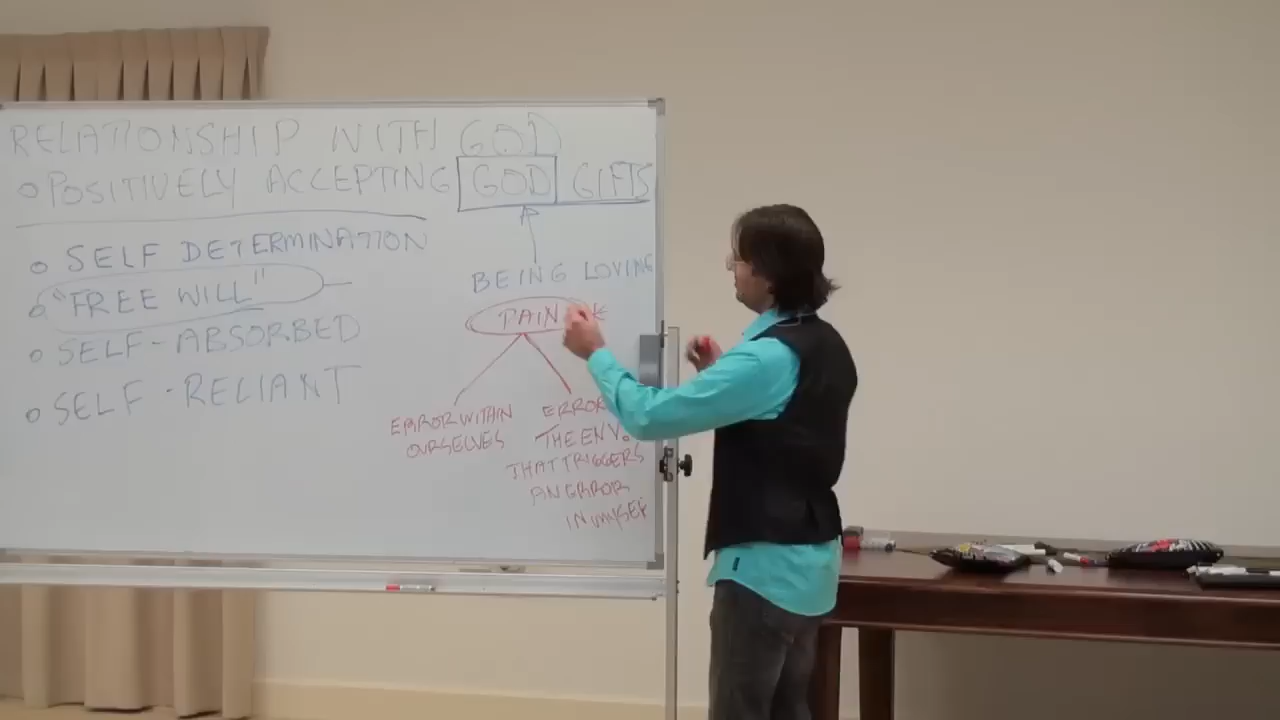 RELATIONSHIP WITH GOD
POSITIVELY ACCEPTING GOD GIFTS
SELF DETERMINATION
"FREE WILL"
SELF-ABSORBED
SELF-RELIANT
BEING LOVING
PAIN
ERROR WITHIN
OURSELVES
ERROR
THE ENV.
THAT TRIGGERS
AN ERROR
IN MYSELF